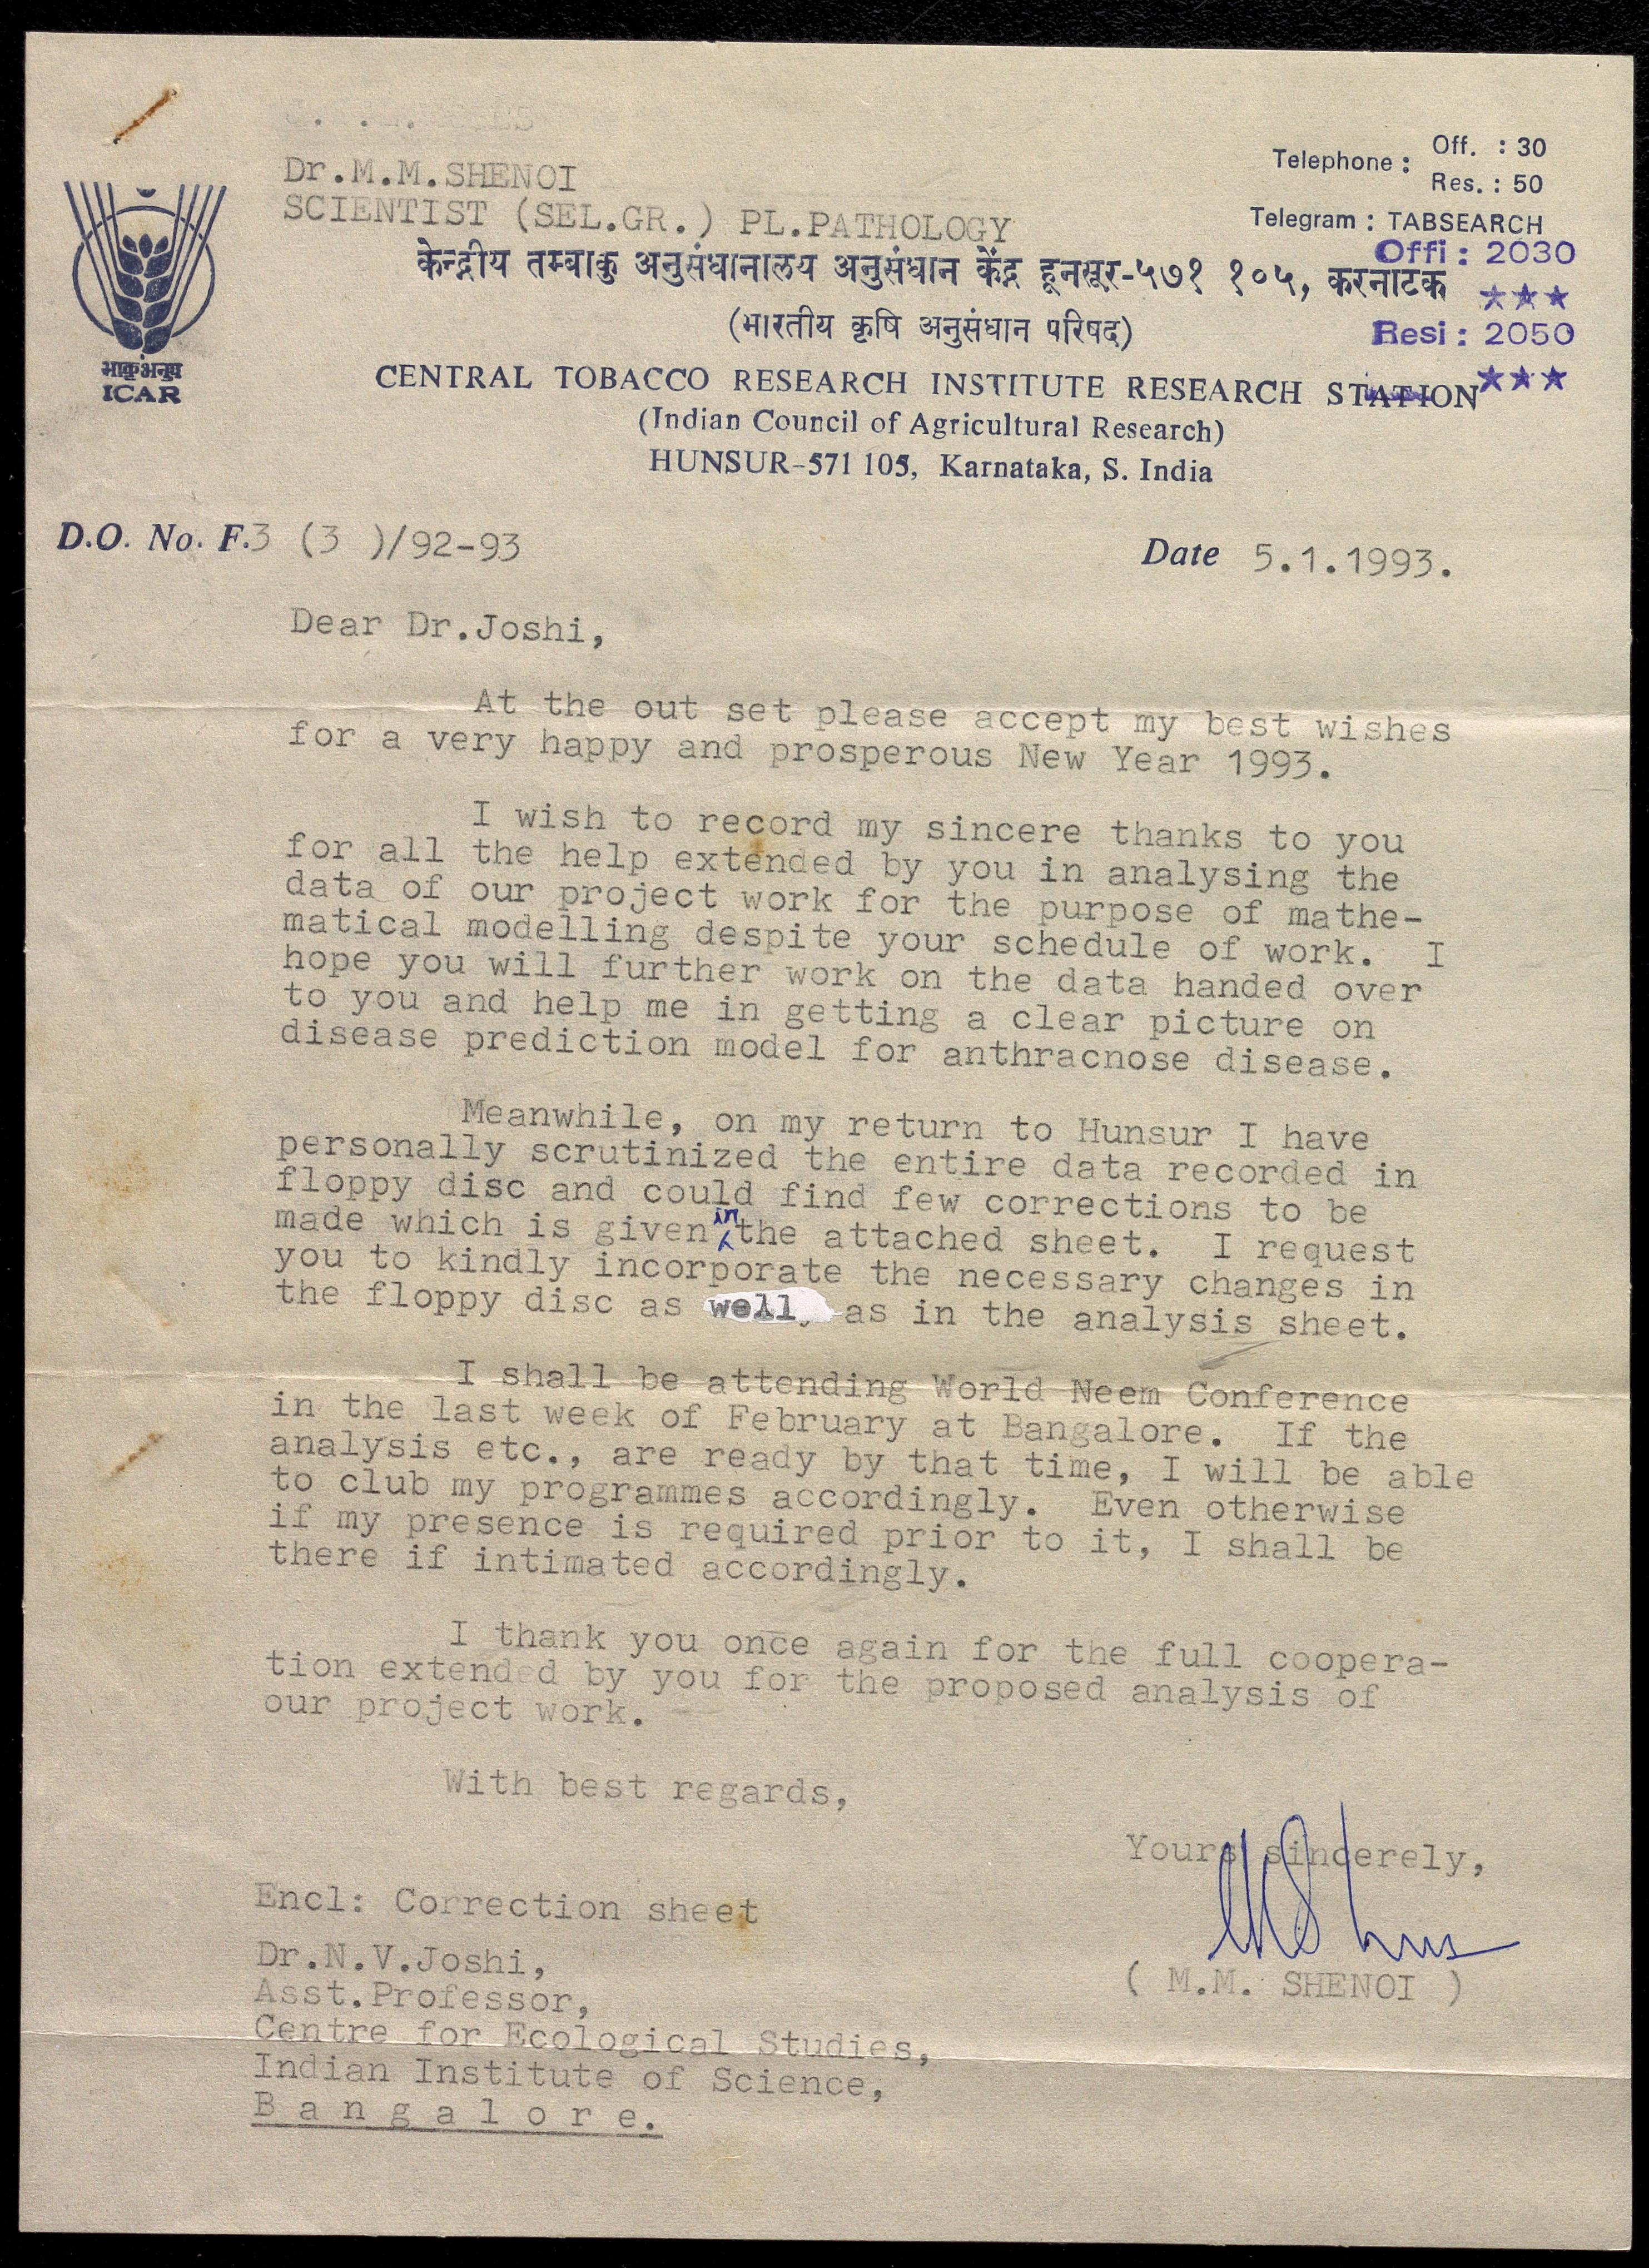 Dr.M.M.SHENOI
SCIENTIST (SEL.GR.) PL.PATHOLOGY
Telephone : Off. : 30
Res. : 50
Telegram : TABSEARCH
Offi : 2030
***
Resi : 2050
***
केन्द्रीय तम्बाकु अनुसंधानालय अनुसंधान केंद्र हूनसूर-५७१ १०५, करनाटक
(भारतीय कृषि अनुसंधान परिषद)
भाकृअनुप
ICAR
CENTRAL TOBACCO RESEARCH INSTITUTE RESEARCH STATION
(Indian Council of Agricultural Research)
HUNSUR-571 105, Karnataka, S. India
D.O. No. F.3 (3 )/92-93
Date 5.1.1993.
Dear Dr.Joshi,
At the out set please accept my best wishes
for a very happy and prosperous New Year 1993.
I wish to record my sincere thanks to you
for all the help extended by you in analysing the
data of our project work for the purpose of mathe-
matical modelling despite your schedule of work. I
hope you will further work on the data handed over
to you and help me in getting a clear picture on
disease prediction model for anthracnose disease.
Meanwhile, on my return to Hunsur I have
personally scrutinized the entire data recorded in
floppy disc and could find few corrections to be
made which is given in the attached sheet. I request
you to kindly incorporate the necessary changes in
the floppy disc as well as in the analysis sheet.
I shall be attending World Neem Conference
in the last week of February at Bangalore. If the
analysis etc., are ready by that time, I will be able
to club my programmes accordingly. Even otherwise
if my presence is required prior to it, I shall be
there if intimated accordingly.
I thank you once again for the full coopera-
tion extended by you for the proposed analysis of
our project work.
With best regards,
Yours sincerely,
( M.M. SHENOI )
Encl: Correction sheet
Dr.N.V.Joshi,
Asst.Professor,
Centre for Ecological Studies,
Indian Institute of Science,
B a n g a l o r e.